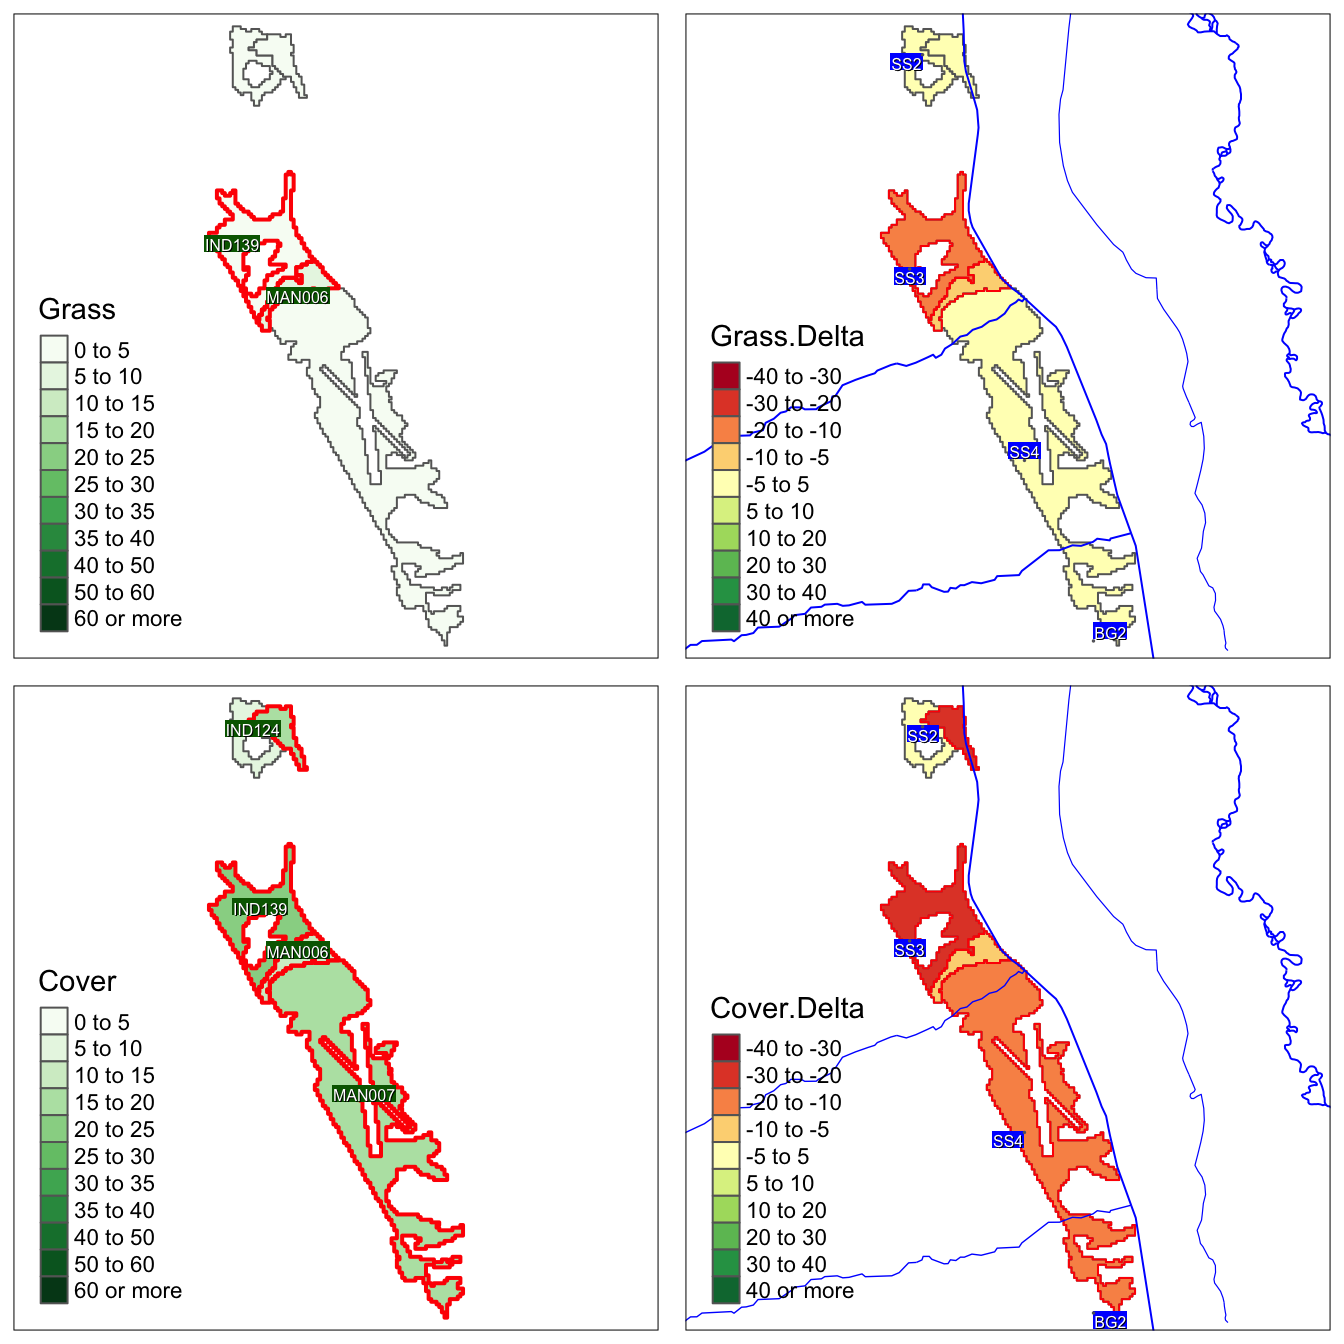 IND139
MAN006
Grass
0 to 5
5 to 10
10 to 15
15 to 20
20 to 25
25 to 30
30 to 35
35 to 40
40 to 50
50 to 60
60 or more
SS2
SS3
SS4
BG2
Grass.Delta
-40 to -30
-30 to -20
-20 to -10
-10 to -5
-5 to 5
5 to 10
10 to 20
20 to 30
30 to 40
40 or more
IND124
IND139
MAN006
MAN007
Cover
0 to 5
5 to 10
10 to 15
15 to 20
20 to 25
25 to 30
30 to 35
35 to 40
40 to 50
50 to 60
60 or more
SS2
SS3
SS4
BG2
Cover.Delta
-40 to -30
-30 to -20
-20 to -10
-10 to -5
-5 to 5
5 to 10
10 to 20
20 to 30
30 to 40
40 or more